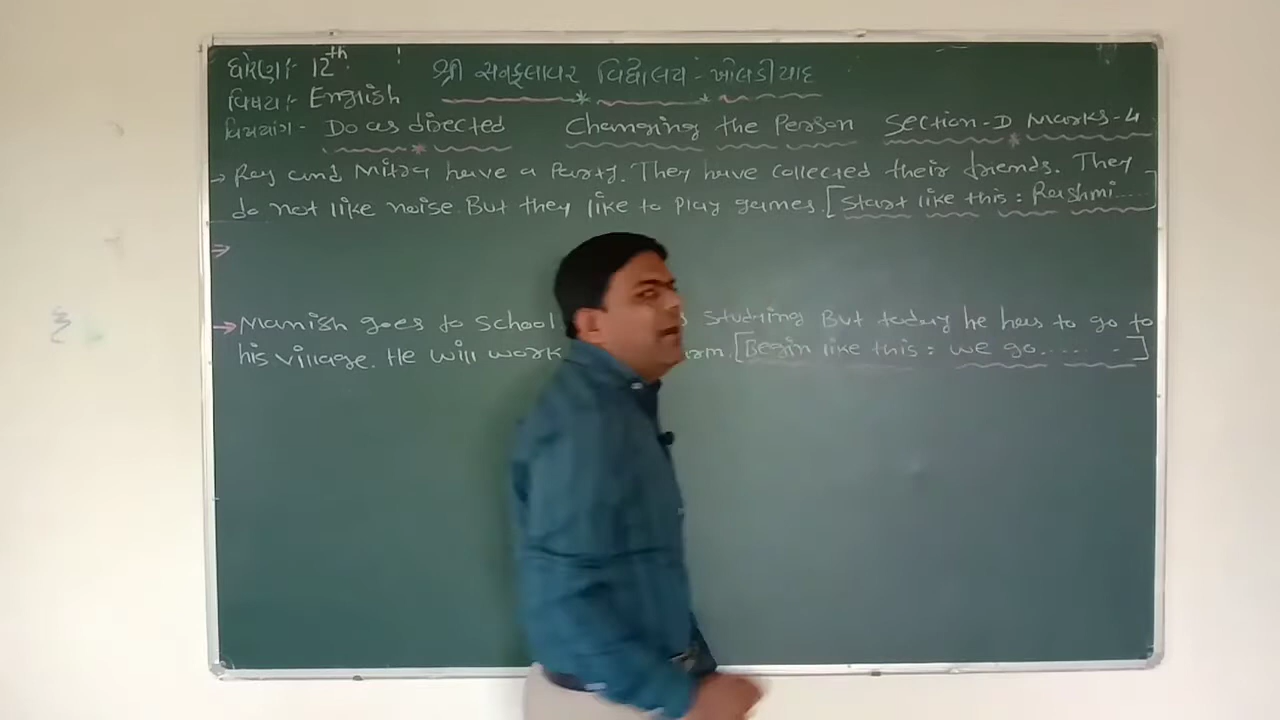 ધોરણ:- 12th
શ્રી સનફલાવર વિદ્યાલય - ખોલડીયાદ
વિષય:- English
વિભાગ:- Do as directed Changing the Person Section-D Marks-4
→ Ray and Mitra have a Party. They have collected their friends. They
do not like noise. But they like to play games. [Start like this : Rashmi.....]
→
→ Manish goes to School studying But today he has to go to
his village. He will work [Begin like this : We go..... .]